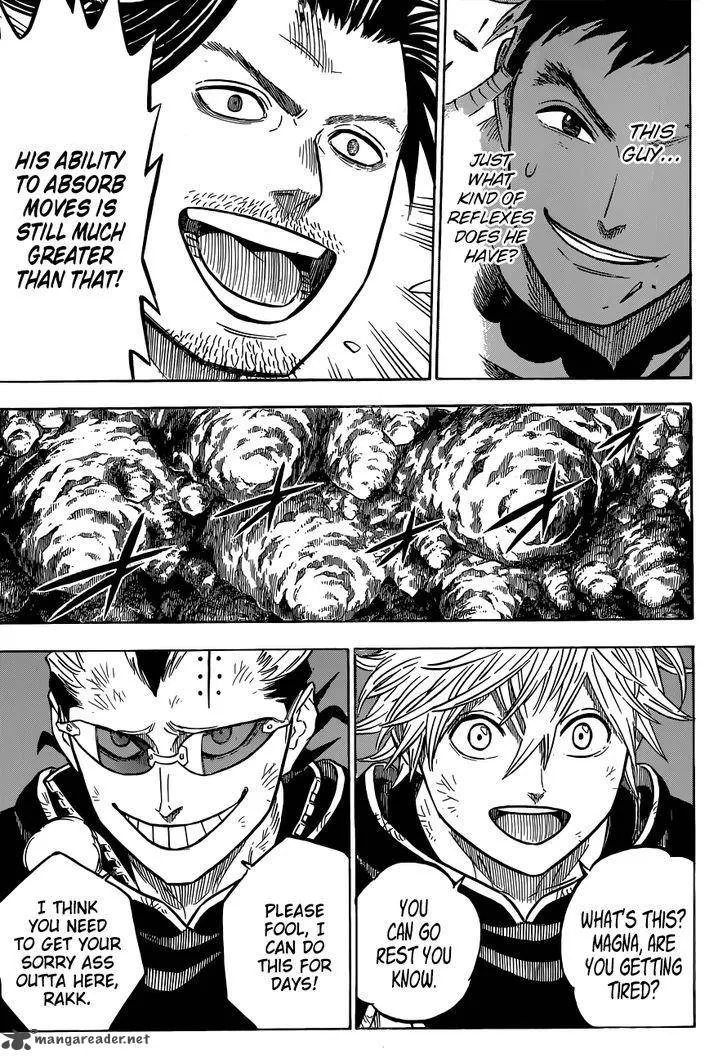 THIS
GUY...
JUST
WHAT
KIND OF
REFLEXES
DOES HE
HAVE?
HIS ABILITY
TO ABSORB
MOVES IS
STILL MUCH
GREATER
THAN THAT!
WHAT'S THIS?
MAGNA, ARE
YOU GETTING
TIRED?
YOU
CAN GO
REST YOU
KNOW.
PLEASE
FOOL, I
CAN DO
THIS FOR
DAYS!
I THINK
YOU NEED
TO GET YOUR
SORRY ASS
OUTTA HERE,
RAKK.
mangareader.net